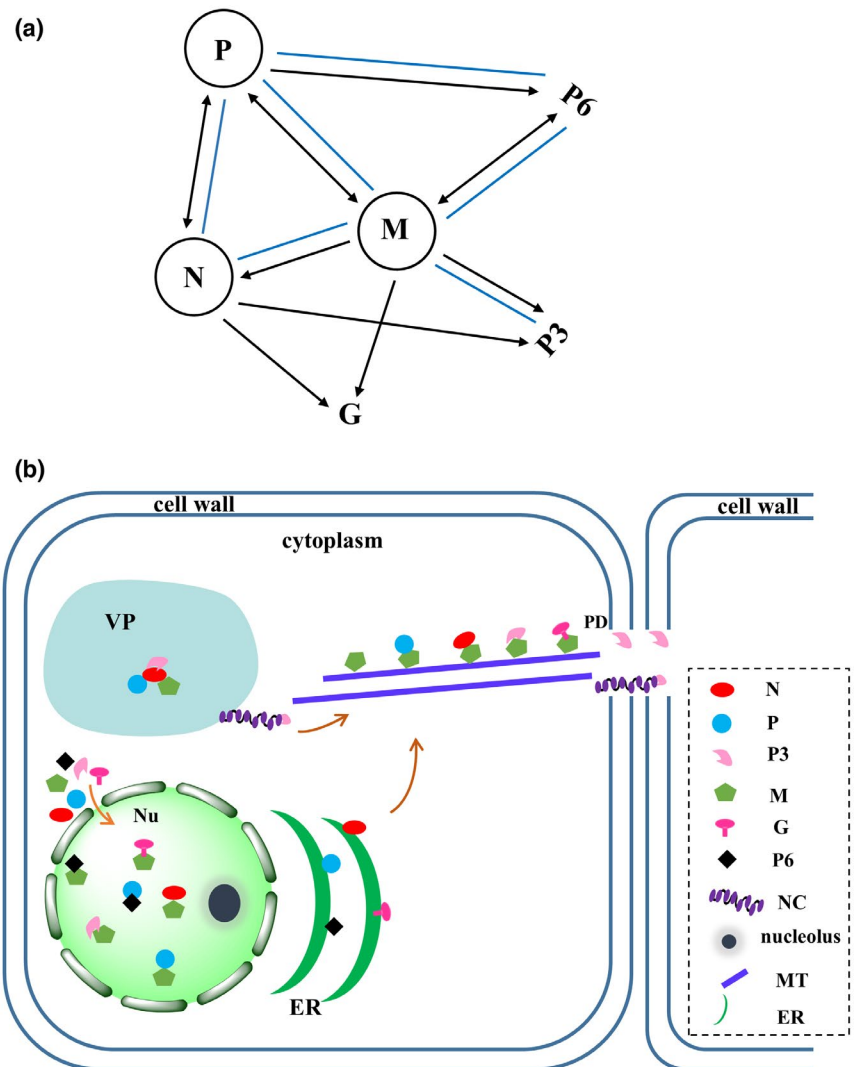 (a)
P
P6
M
N
P3
G
(b)
cell wall
cell wall
cytoplasm
VP
PD
Nu
ER
N
P
P3
M
G
P6
NC
nucleolus
MT
ER